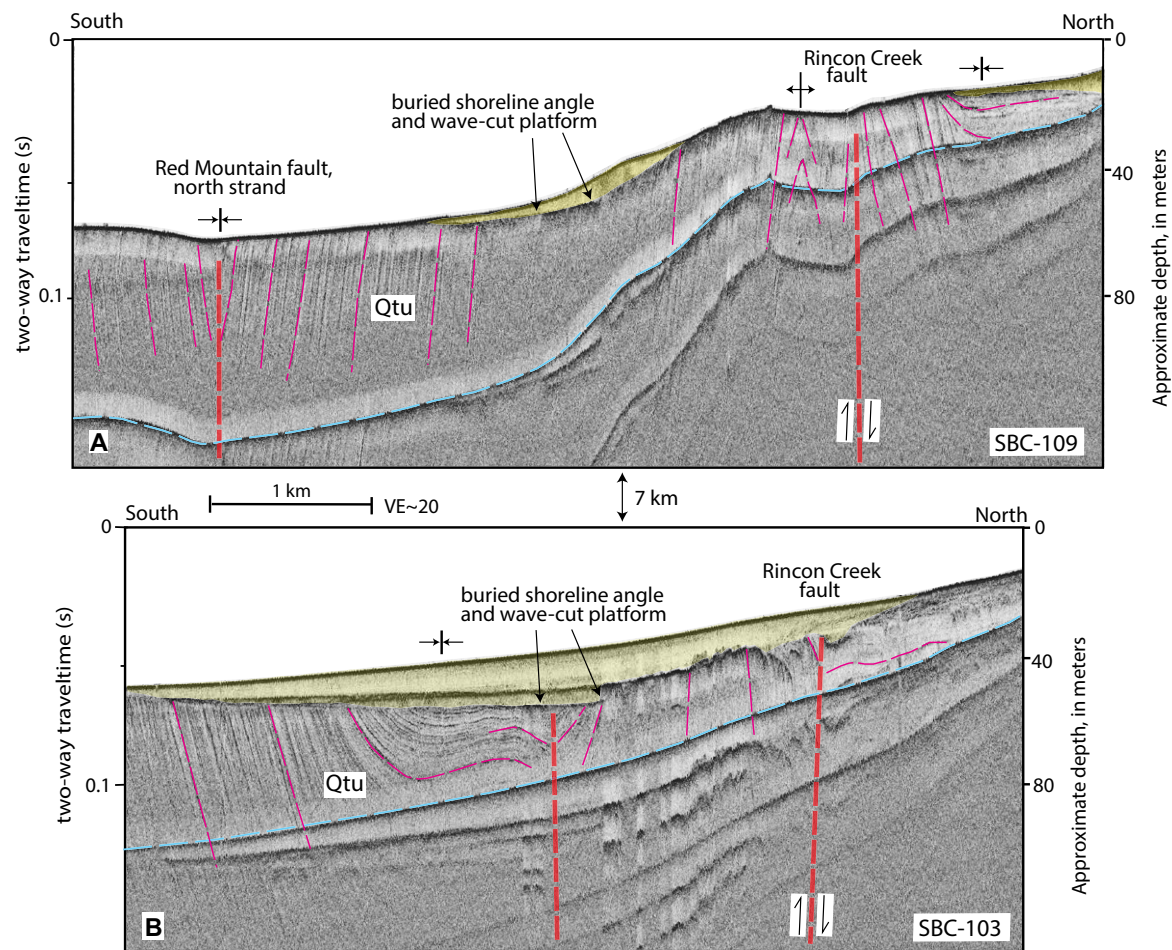 South
North
0
0
Rincon Creek
fault
buried shoreline angle
and wave-cut platform
Red Mountain fault,
north strand
40
two-way traveltime (s)
Approximate depth, in meters
0.1
80
Qtu
A
SBC-109
1 km
VE~20
7 km
South
North
0
0
Rincon Creek
fault
buried shoreline angle
and wave-cut platform
40
two-way traveltime (s)
Approximate depth, in meters
0.1
80
Qtu
B
SBC-103